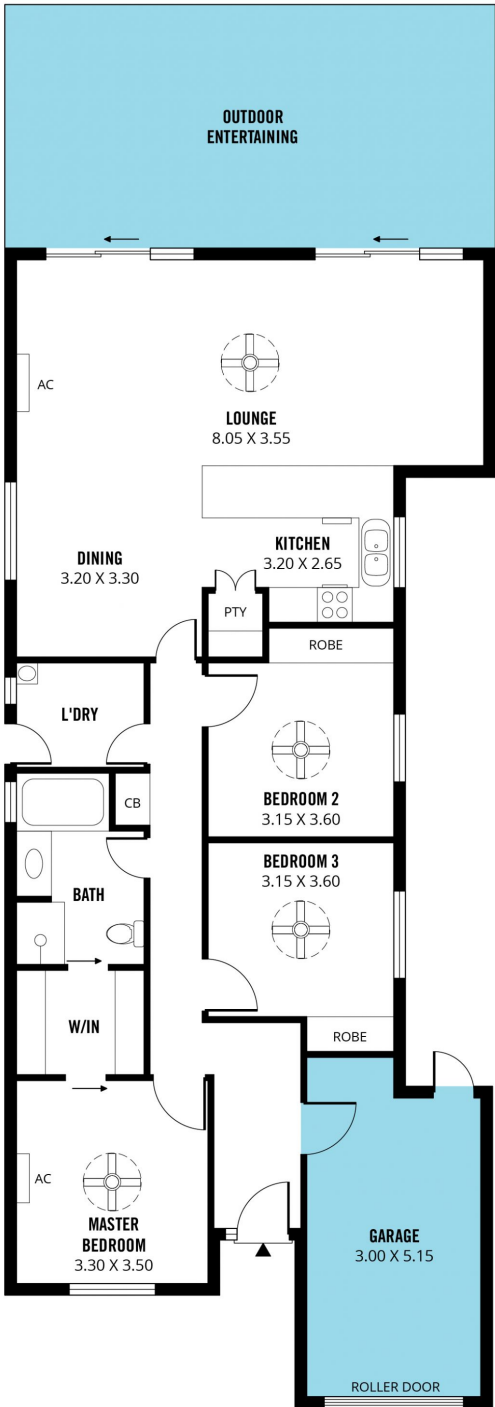 OUTDOOR
ENTERTAINING
AC
LOUNGE
8.05 X 3.55
KITCHEN
3.20 X 2.65
DINING
3.20 X 3.30
PTY
ROBE
L'DRY
CB
BEDROOM 2
3.15 X 3.60
BEDROOM 3
3.15 X 3.60
BATH
W/IN
ROBE
AC
MASTER
BEDROOM
3.30 X 3.50
GARAGE
3.00 X 5.15
ROLLER DOOR